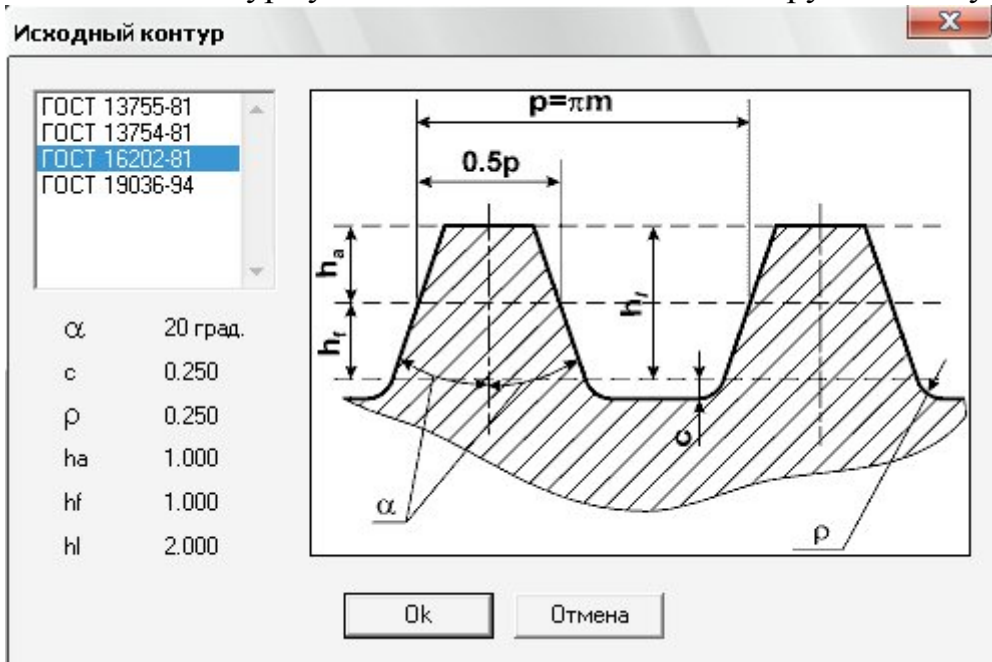 Исходный контур
X
ГОСТ 13755-81
ГОСТ 13754-81
ГОСТ 16202-81
ГОСТ 19036-94
α 20 град.
c 0.250
ρ 0.250
ha 1.000
hf 1.000
hl 2.000
p=πm
0.5p
hₐ
hf
hl
c
α
ρ
Ok
Отмена